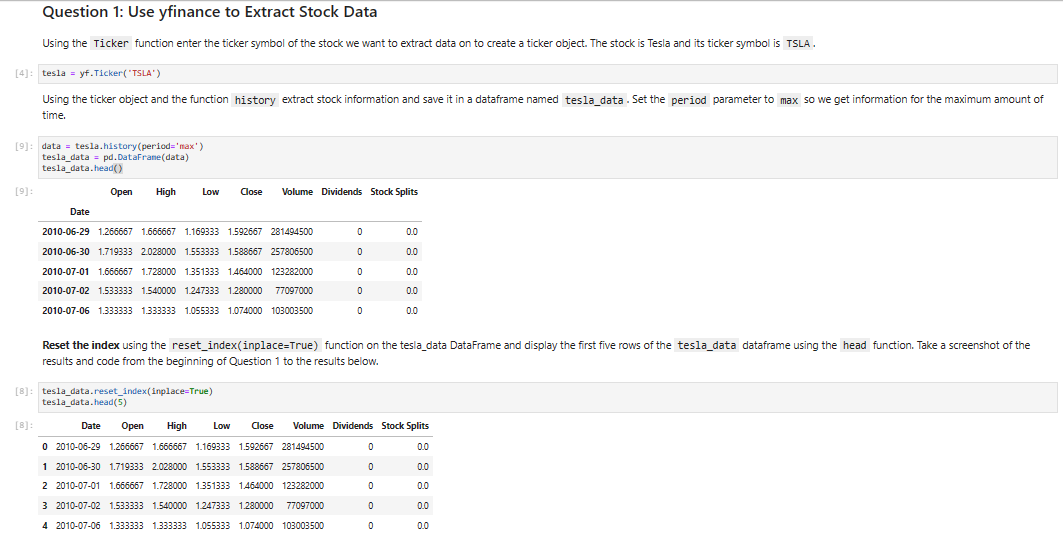 Question 1: Use yfinance to Extract Stock Data
Using the Ticker function enter the ticker symbol of the stock we want to extract data on to create a ticker object. The stock is Tesla and its ticker symbol is TSLA .
[4]: tesla = yf.Ticker('TSLA')
Using the ticker object and the function history extract stock information and save it in a dataframe named tesla_data . Set the period parameter to max so we get information for the maximum amount of
time.
[9]: data = tesla.history(period='max')
tesla_data = pd.DataFrame(data)
tesla_data.head()
[9]: Open High Low Close Volume Dividends Stock Splits
Date
2010-06-29 1.266667 1.666667 1.169333 1.592667 281494500 0 0.0
2010-06-30 1.719333 2.028000 1.553333 1.588667 257806500 0 0.0
2010-07-01 1.666667 1.728000 1.351333 1.464000 123282000 0 0.0
2010-07-02 1.533333 1.540000 1.247333 1.280000 77097000 0 0.0
2010-07-06 1.333333 1.333333 1.055333 1.074000 103003500 0 0.0
Reset the index using the reset_index(inplace=True) function on the tesla_data DataFrame and display the first five rows of the tesla_data dataframe using the head function. Take a screenshot of the
results and code from the beginning of Question 1 to the results below.
[8]: tesla_data.reset_index(inplace=True)
tesla_data.head(5)
[8]: Date Open High Low Close Volume Dividends Stock Splits
0 2010-06-29 1.266667 1.666667 1.169333 1.592667 281494500 0 0.0
1 2010-06-30 1.719333 2.028000 1.553333 1.588667 257806500 0 0.0
2 2010-07-01 1.666667 1.728000 1.351333 1.464000 123282000 0 0.0
3 2010-07-02 1.533333 1.540000 1.247333 1.280000 77097000 0 0.0
4 2010-07-06 1.333333 1.333333 1.055333 1.074000 103003500 0 0.0